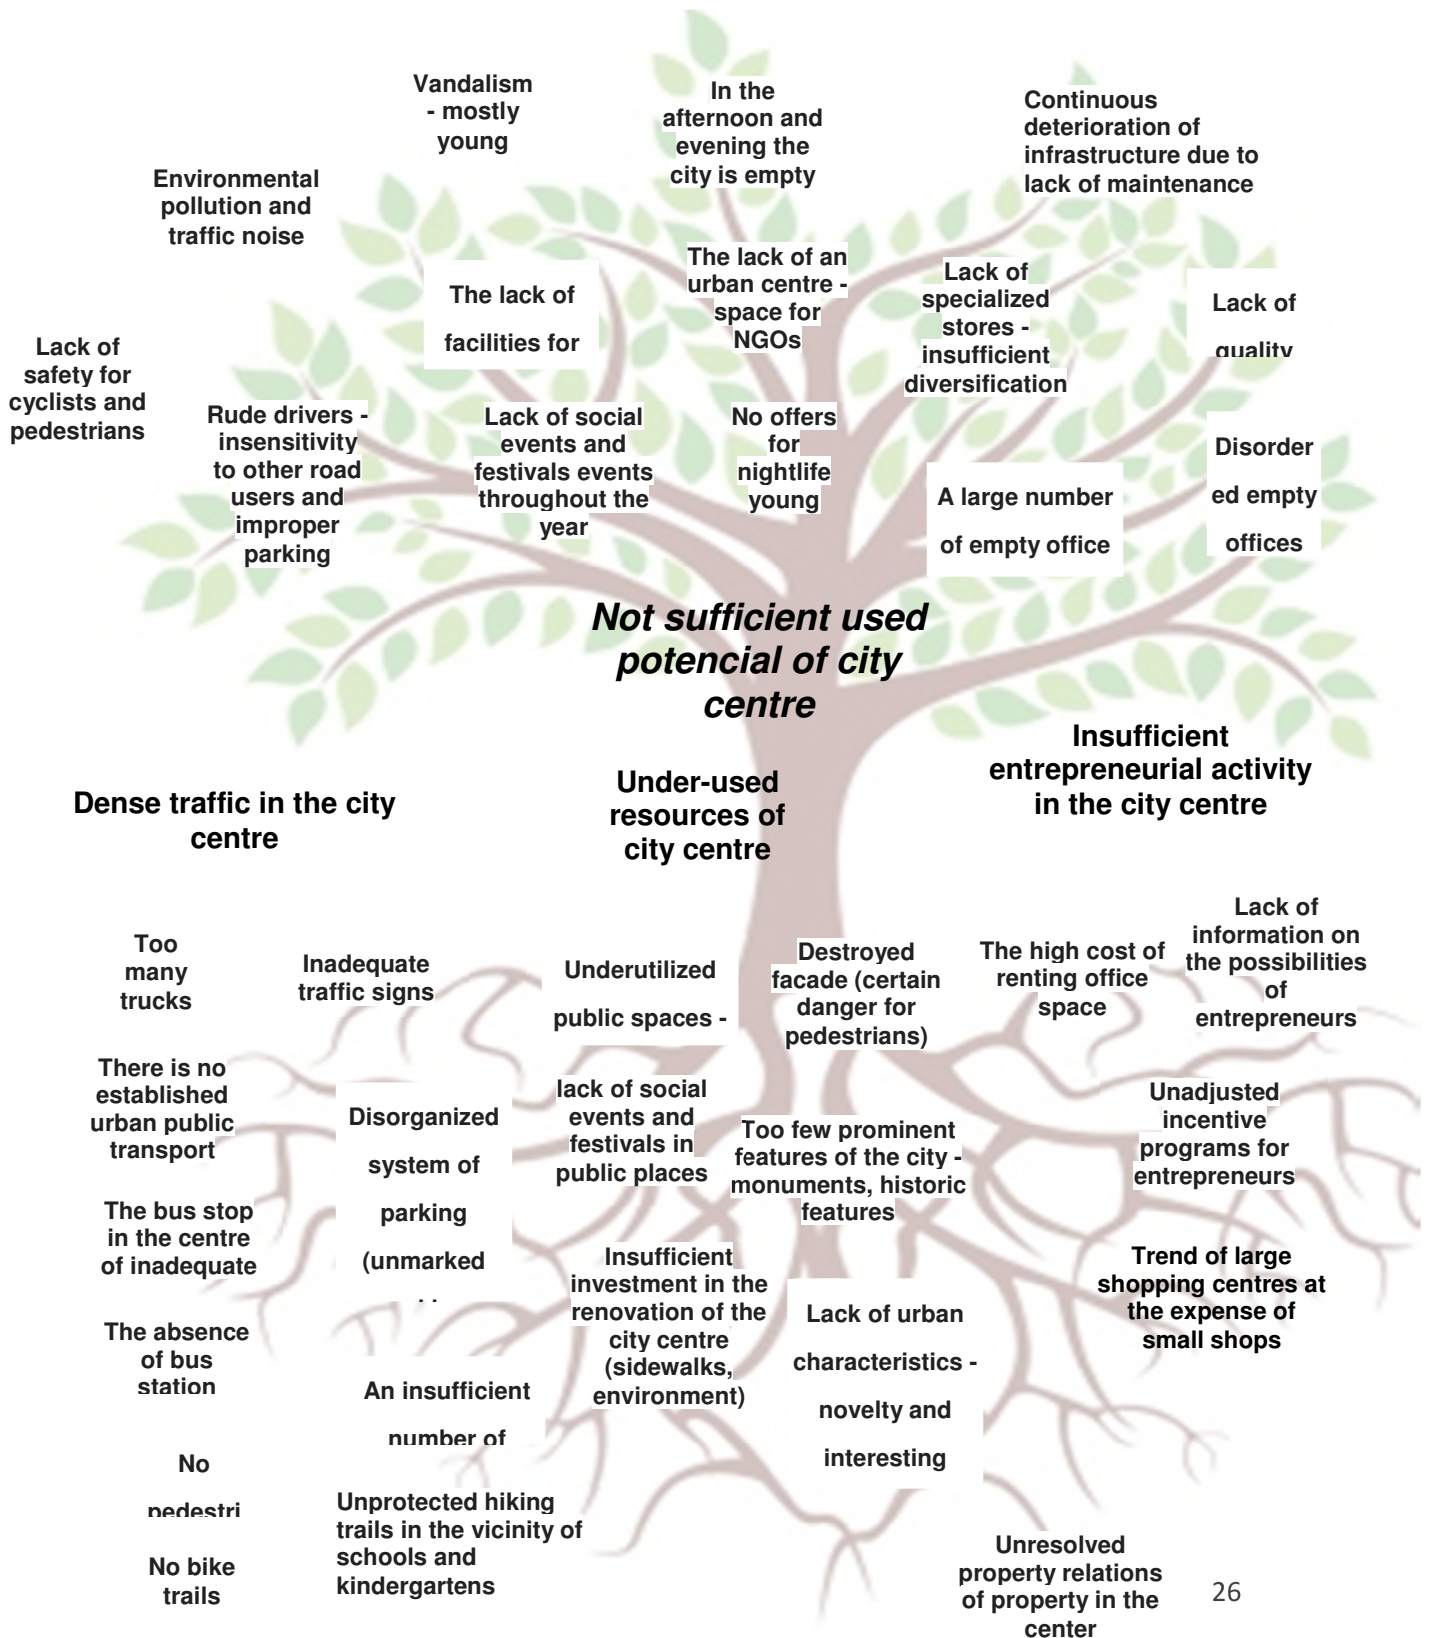 Vandalism
- mostly
young
In the
afternoon and
evening the
city is empty
Continuous
deterioration of
infrastructure due to
lack of maintenance
Environmental
pollution and
traffic noise
The lack of
facilities for
The lack of an
urban centre -
space for
NGOs
Lack of
specialized
stores -
insufficient
diversification
Lack of
quality
Lack of
safety for
cyclists and
pedestrians
Rude drivers -
insensitivity
to other road
users and
improper
parking
Lack of social
events and
festivals events
throughout the
year
No offers
for
nightlife
young
A large number
of empty office
Disorder
ed empty
offices
Not sufficient used
potencial of city
centre
Dense traffic in the city
centre
Under-used
resources of
city centre
Insufficient
entrepreneurial activity
in the city centre
Too
many
trucks
Inadequate
traffic signs
Underutilized
public spaces -
Destroyed
facade (certain
danger for
pedestrians)
The high cost of
renting office
space
Lack of
information on
the possibilities
of
entrepreneurs
There is no
established
urban public
transport
Disorganized
system of
parking
(unmarked
lack of social
events and
festivals in
public places
Too few prominent
features of the city -
monuments, historic
features
Unadjusted
incentive
programs for
entrepreneurs
The bus stop
in the centre
of inadequate
Insufficient
investment in the
renovation of the
city centre
(sidewalks,
environment)
Lack of urban
characteristics -
novelty and
interesting
Trend of large
shopping centres at
the expense of
small shops
The absence
of bus
station
An insufficient
number of
No
pedestri
Unprotected hiking
trails in the vicinity of
schools and
kindergartens
No bike
trails
Unresolved
property relations
of property in the
center
26